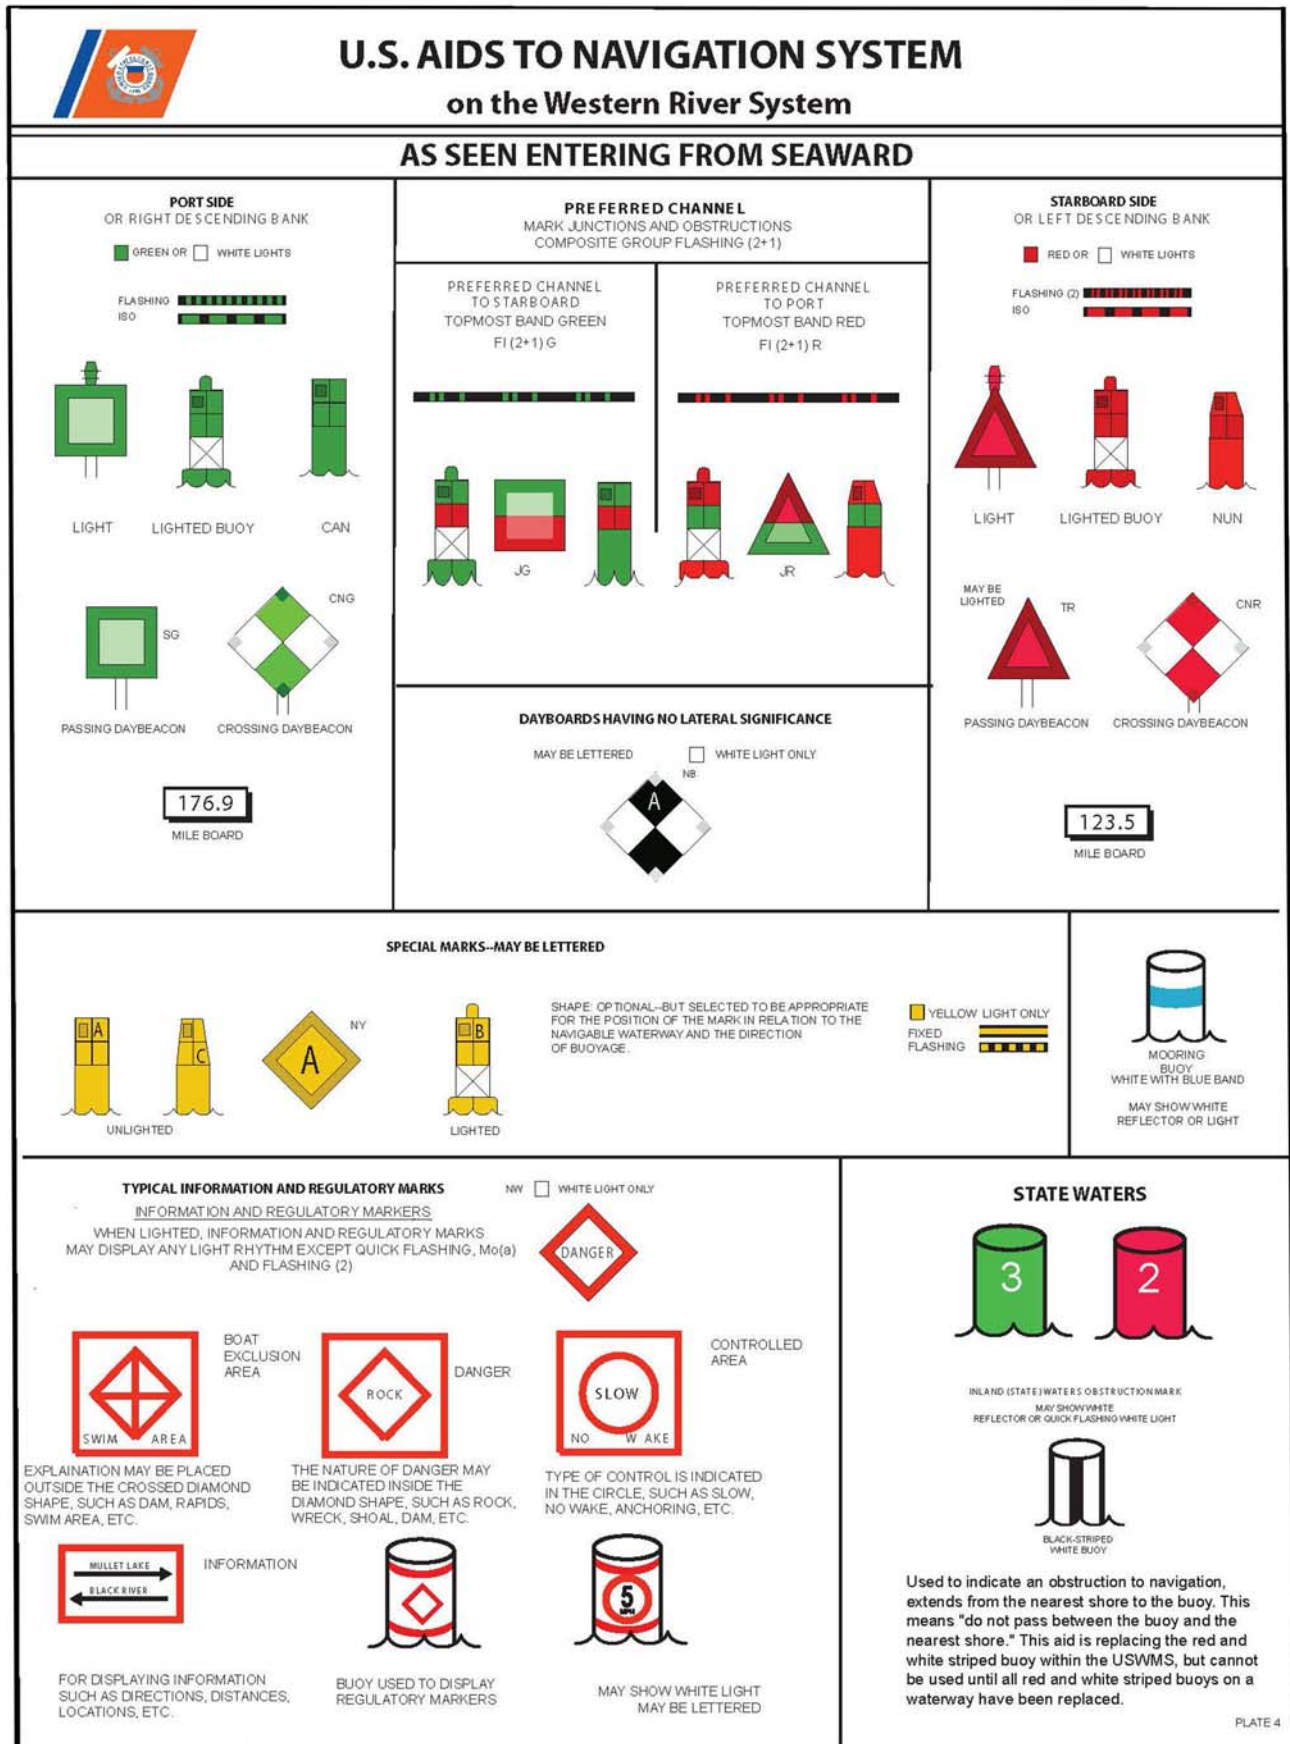 U.S. AIDS TO NAVIGATION SYSTEM
on the Western River System
AS SEEN ENTERING FROM SEAWARD
PORT SIDE
OR RIGHT DESCENDING BANK
GREEN OR WHITE LIGHTS
FLASHING
ISO
LIGHT
LIGHTED BUOY
CAN
SG
CNG
PASSING DAYBEACON
CROSSING DAYBEACON
176.9
MILE BOARD
PREFERRED CHANNEL
MARK JUNCTIONS AND OBSTRUCTIONS
COMPOSITE GROUP FLASHING (2+1)
PREFERRED CHANNEL
TO STARBOARD
TOPMOST BAND GREEN
FI (2+1) G
JG
PREFERRED CHANNEL
TO PORT
TOPMOST BAND RED
FI (2+1) R
JR
DAYBOARDS HAVING NO LATERAL SIGNIFICANCE
MAY BE LETTERED
WHITE LIGHT ONLY
NB
A
STARBOARD SIDE
OR LEFT DESCENDING BANK
RED OR WHITE LIGHTS
FLASHING (2)
ISO
LIGHT
LIGHTED BUOY
NUN
MAY BE
LIGHTED
TR
CNR
PASSING DAYBEACON
CROSSING DAYBEACON
123.5
MILE BOARD
SPECIAL MARKS--MAY BE LETTERED
A
C
A
NY
B
UNLIGHTED
LIGHTED
SHAPE: OPTIONAL--BUT SELECTED TO BE APPROPRIATE
FOR THE POSITION OF THE MARK IN RELATION TO THE
NAVIGABLE WATERWAY AND THE DIRECTION
OF BUOYAGE.
YELLOW LIGHT ONLY
FIXED
FLASHING
MOORING
BUOY
WHITE WITH BLUE BAND
MAY SHOW WHITE
REFLECTOR OR LIGHT
TYPICAL INFORMATION AND REGULATORY MARKS
NW WHITE LIGHT ONLY
INFORMATION AND REGULATORY MARKERS
WHEN LIGHTED, INFORMATION AND REGULATORY MARKS
MAY DISPLAY ANY LIGHT RHYTHM EXCEPT QUICK FLASHING, Mo(a)
AND FLASHING (2)
DANGER
SWIM AREA
BOAT
EXCLUSION
AREA
EXPLAINATION MAY BE PLACED
OUTSIDE THE CROSSED DIAMOND
SHAPE, SUCH AS DAM, RAPIDS,
SWIM AREA, ETC.
ROCK
DANGER
THE NATURE OF DANGER MAY
BE INDICATED INSIDE THE
DIAMOND SHAPE, SUCH AS ROCK,
WRECK, SHOAL, DAM, ETC.
SLOW
NO W AKE
CONTROLLED
AREA
TYPE OF CONTROL IS INDICATED
IN THE CIRCLE, SUCH AS SLOW,
NO WAKE, ANCHORING, ETC.
MULLET LAKE
BLACK RIVER
INFORMATION
FOR DISPLAYING INFORMATION
SUCH AS DIRECTIONS, DISTANCES,
LOCATIONS, ETC.
BUOY USED TO DISPLAY
REGULATORY MARKERS
5
MPH
MAY SHOW WHITE LIGHT
MAY BE LETTERED
STATE WATERS
3
2
INLAND (STATE) WATERS OBSTRUCTION MARK
MAY SHOW WHITE
REFLECTOR OR QUICK FLASHING WHITE LIGHT
BLACK-STRIPED
WHITE BUOY
Used to indicate an obstruction to navigation,
extends from the nearest shore to the buoy. This
means "do not pass between the buoy and the
nearest shore." This aid is replacing the red and
white striped buoy within the USWMS, but cannot
be used until all red and white striped buoys on a
waterway have been replaced.
PLATE 4